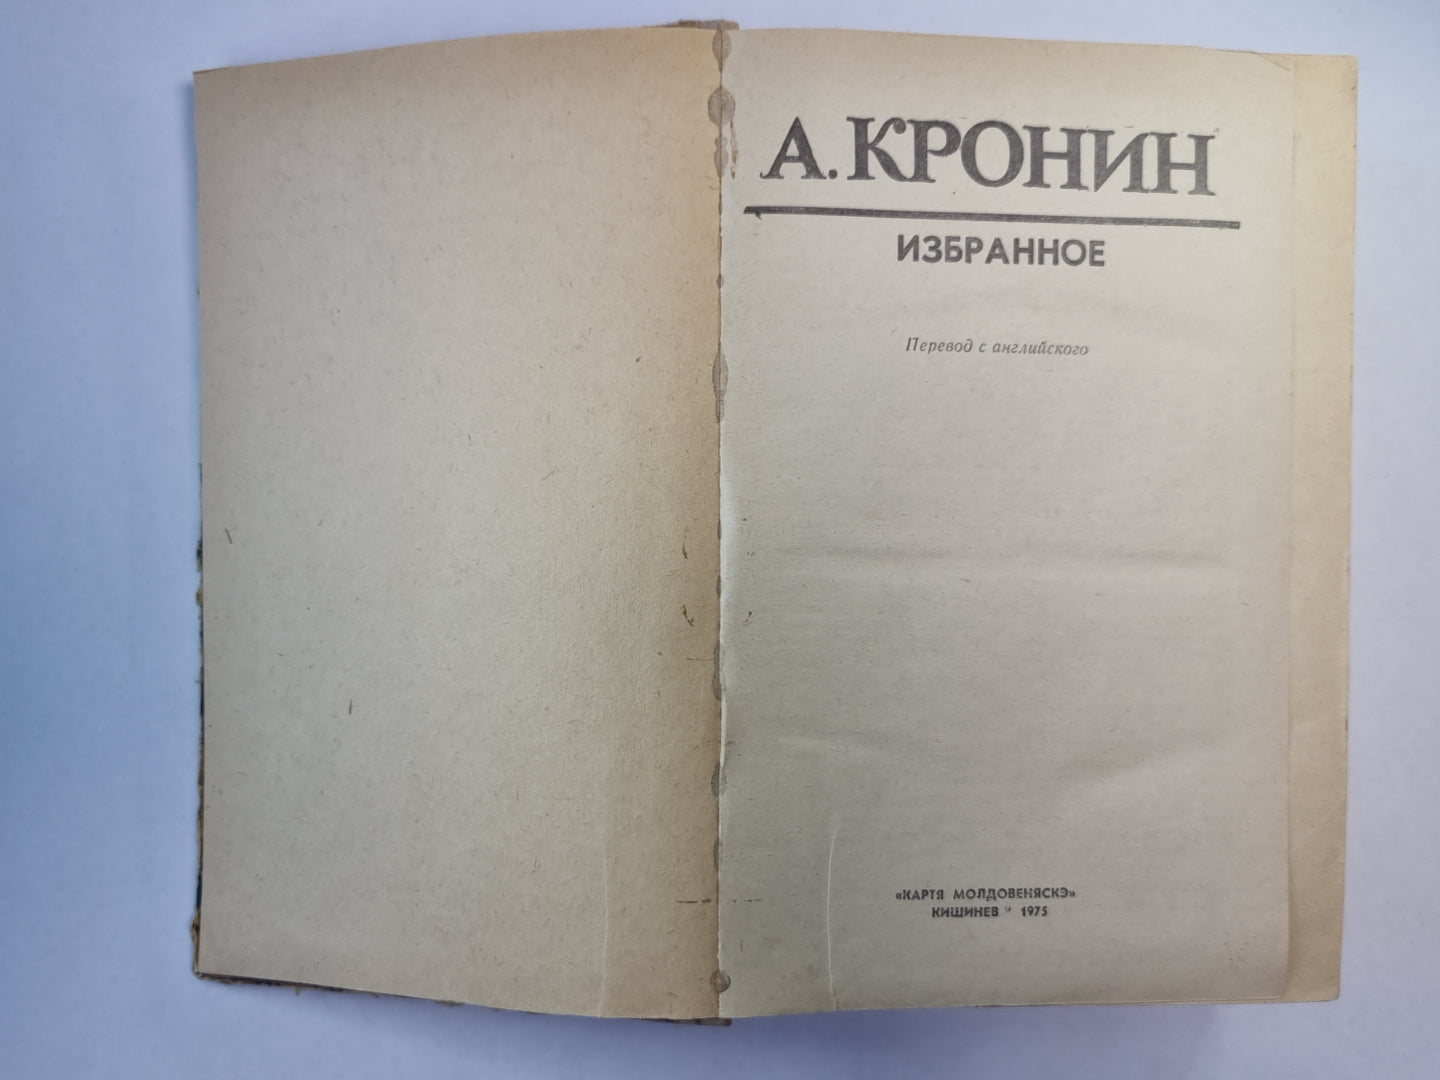 А. КРОНИН
ИЗБРАННОЕ
Перевод с английского
«КАРТЯ МОЛДОВЕНЯСКЭ»
КИШИНЕВ * 1975